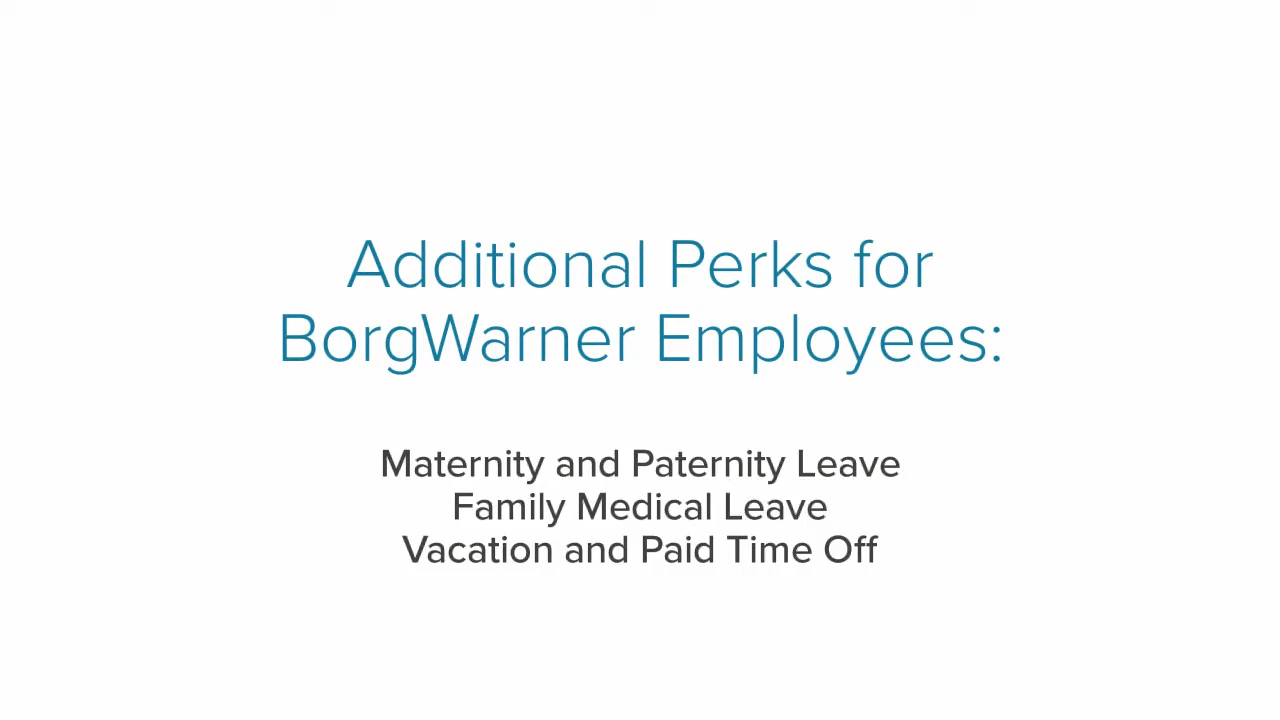 Additional Perks for
BorgWarner Employees:
Maternity and Paternity Leave
Family Medical Leave
Vacation and Paid Time Off